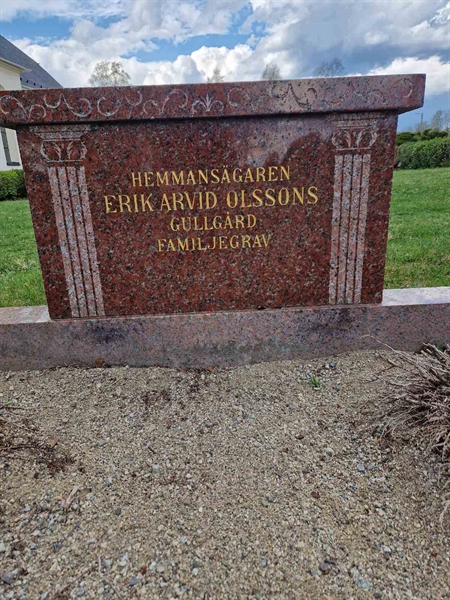 HEMMANSÄGAREN
ERIK ARVID OLSSONS
GULLGÅRD
FAMILJEGRAV